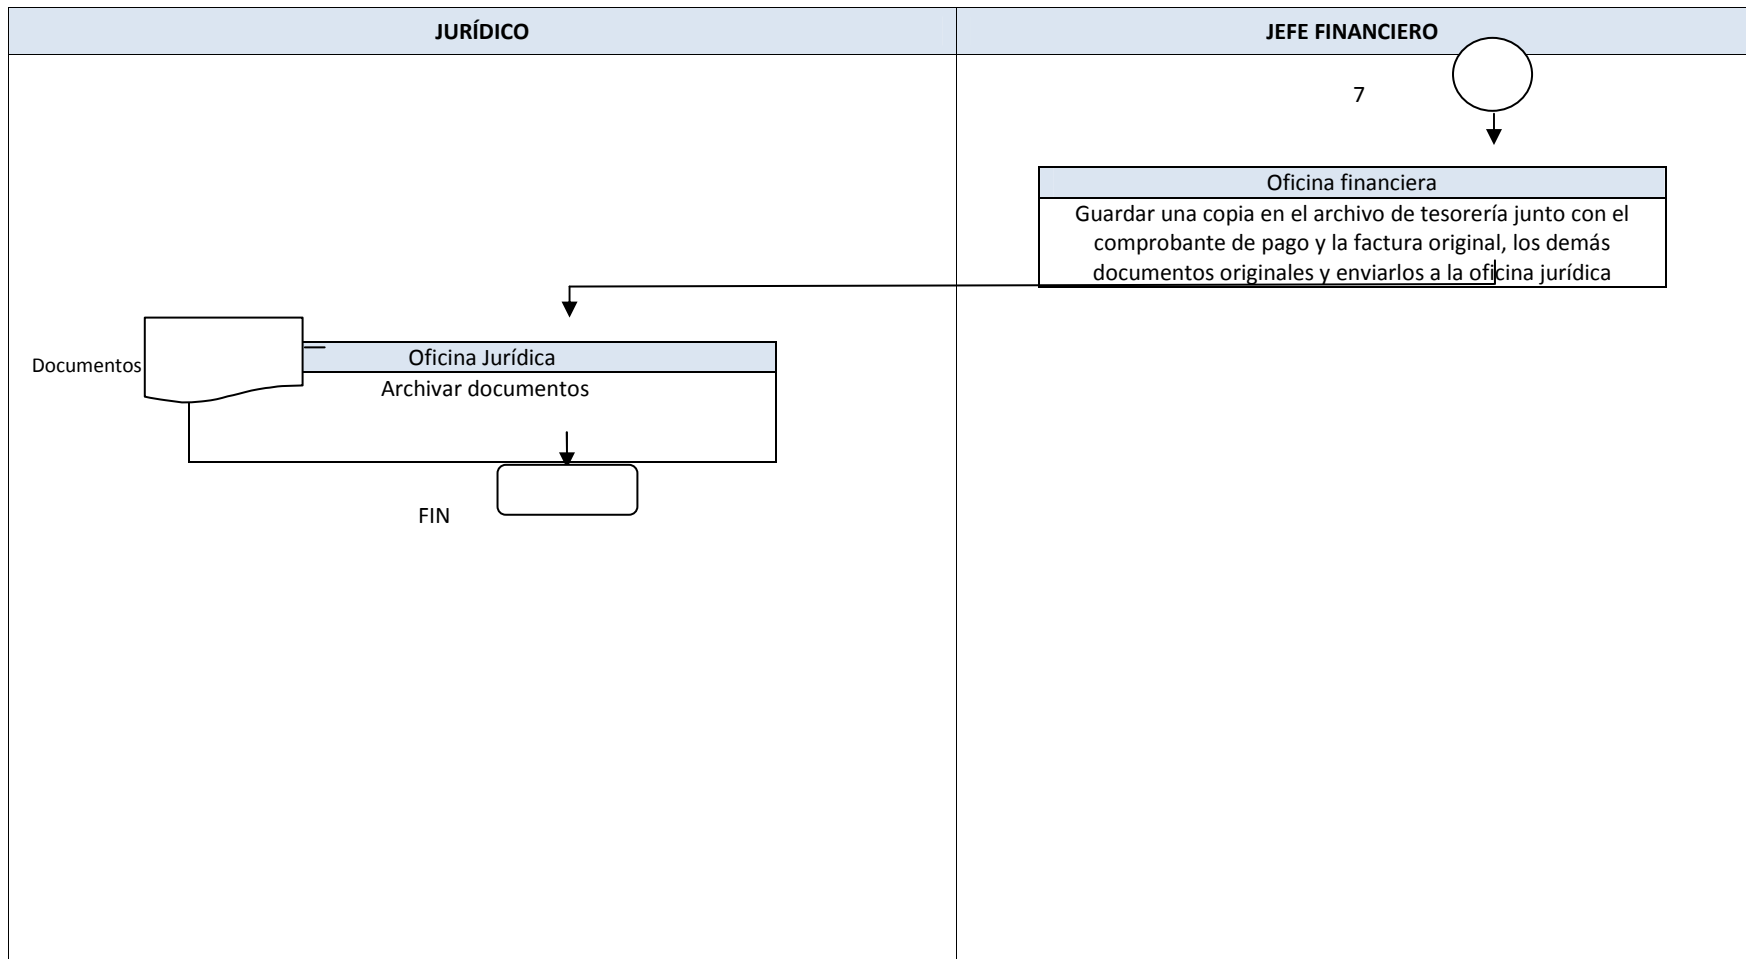 JURÍDICO
JEFE FINANCIERO
7
Oficina financiera
Guardar una copia en el archivo de tesorería junto con el
comprobante de pago y la factura original, los demás
documentos originales y enviarlos a la oficina jurídica
Documentos
Oficina Jurídica
Archivar documentos
FIN